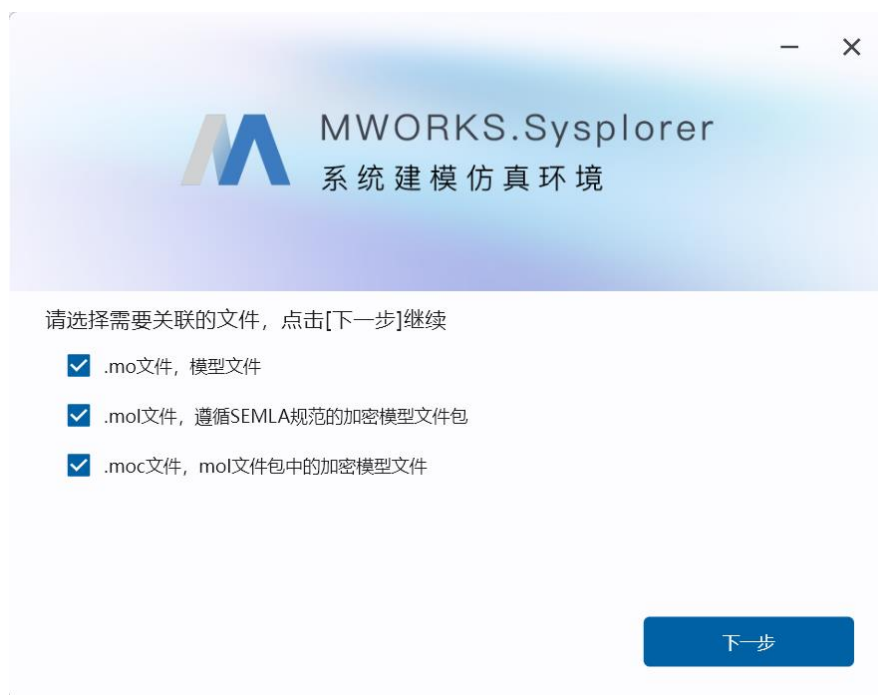 MWORKS.Sysplorer
系统建模仿真环境
请选择需要关联的文件，点击[下一步]继续
.mo文件，模型文件
.mol文件，遵循SEMLA规范的加密模型文件包
.moc文件，mol文件包中的加密模型文件
下一步